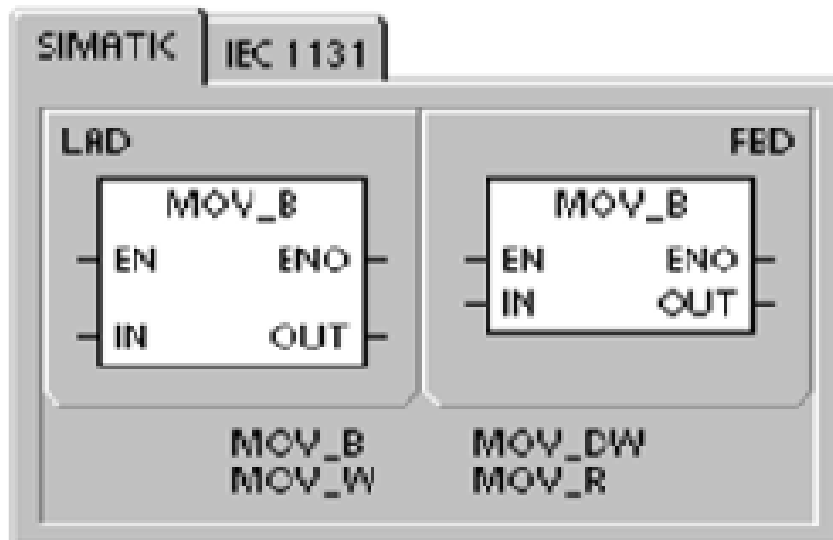 SIMATIC
IEC 1131
LAD
MOV_B
EN ENO
IN OUT
FBD
MOV_B
EN ENO
IN OUT
MOV_B MOV_DW
MOV_W MOV_R